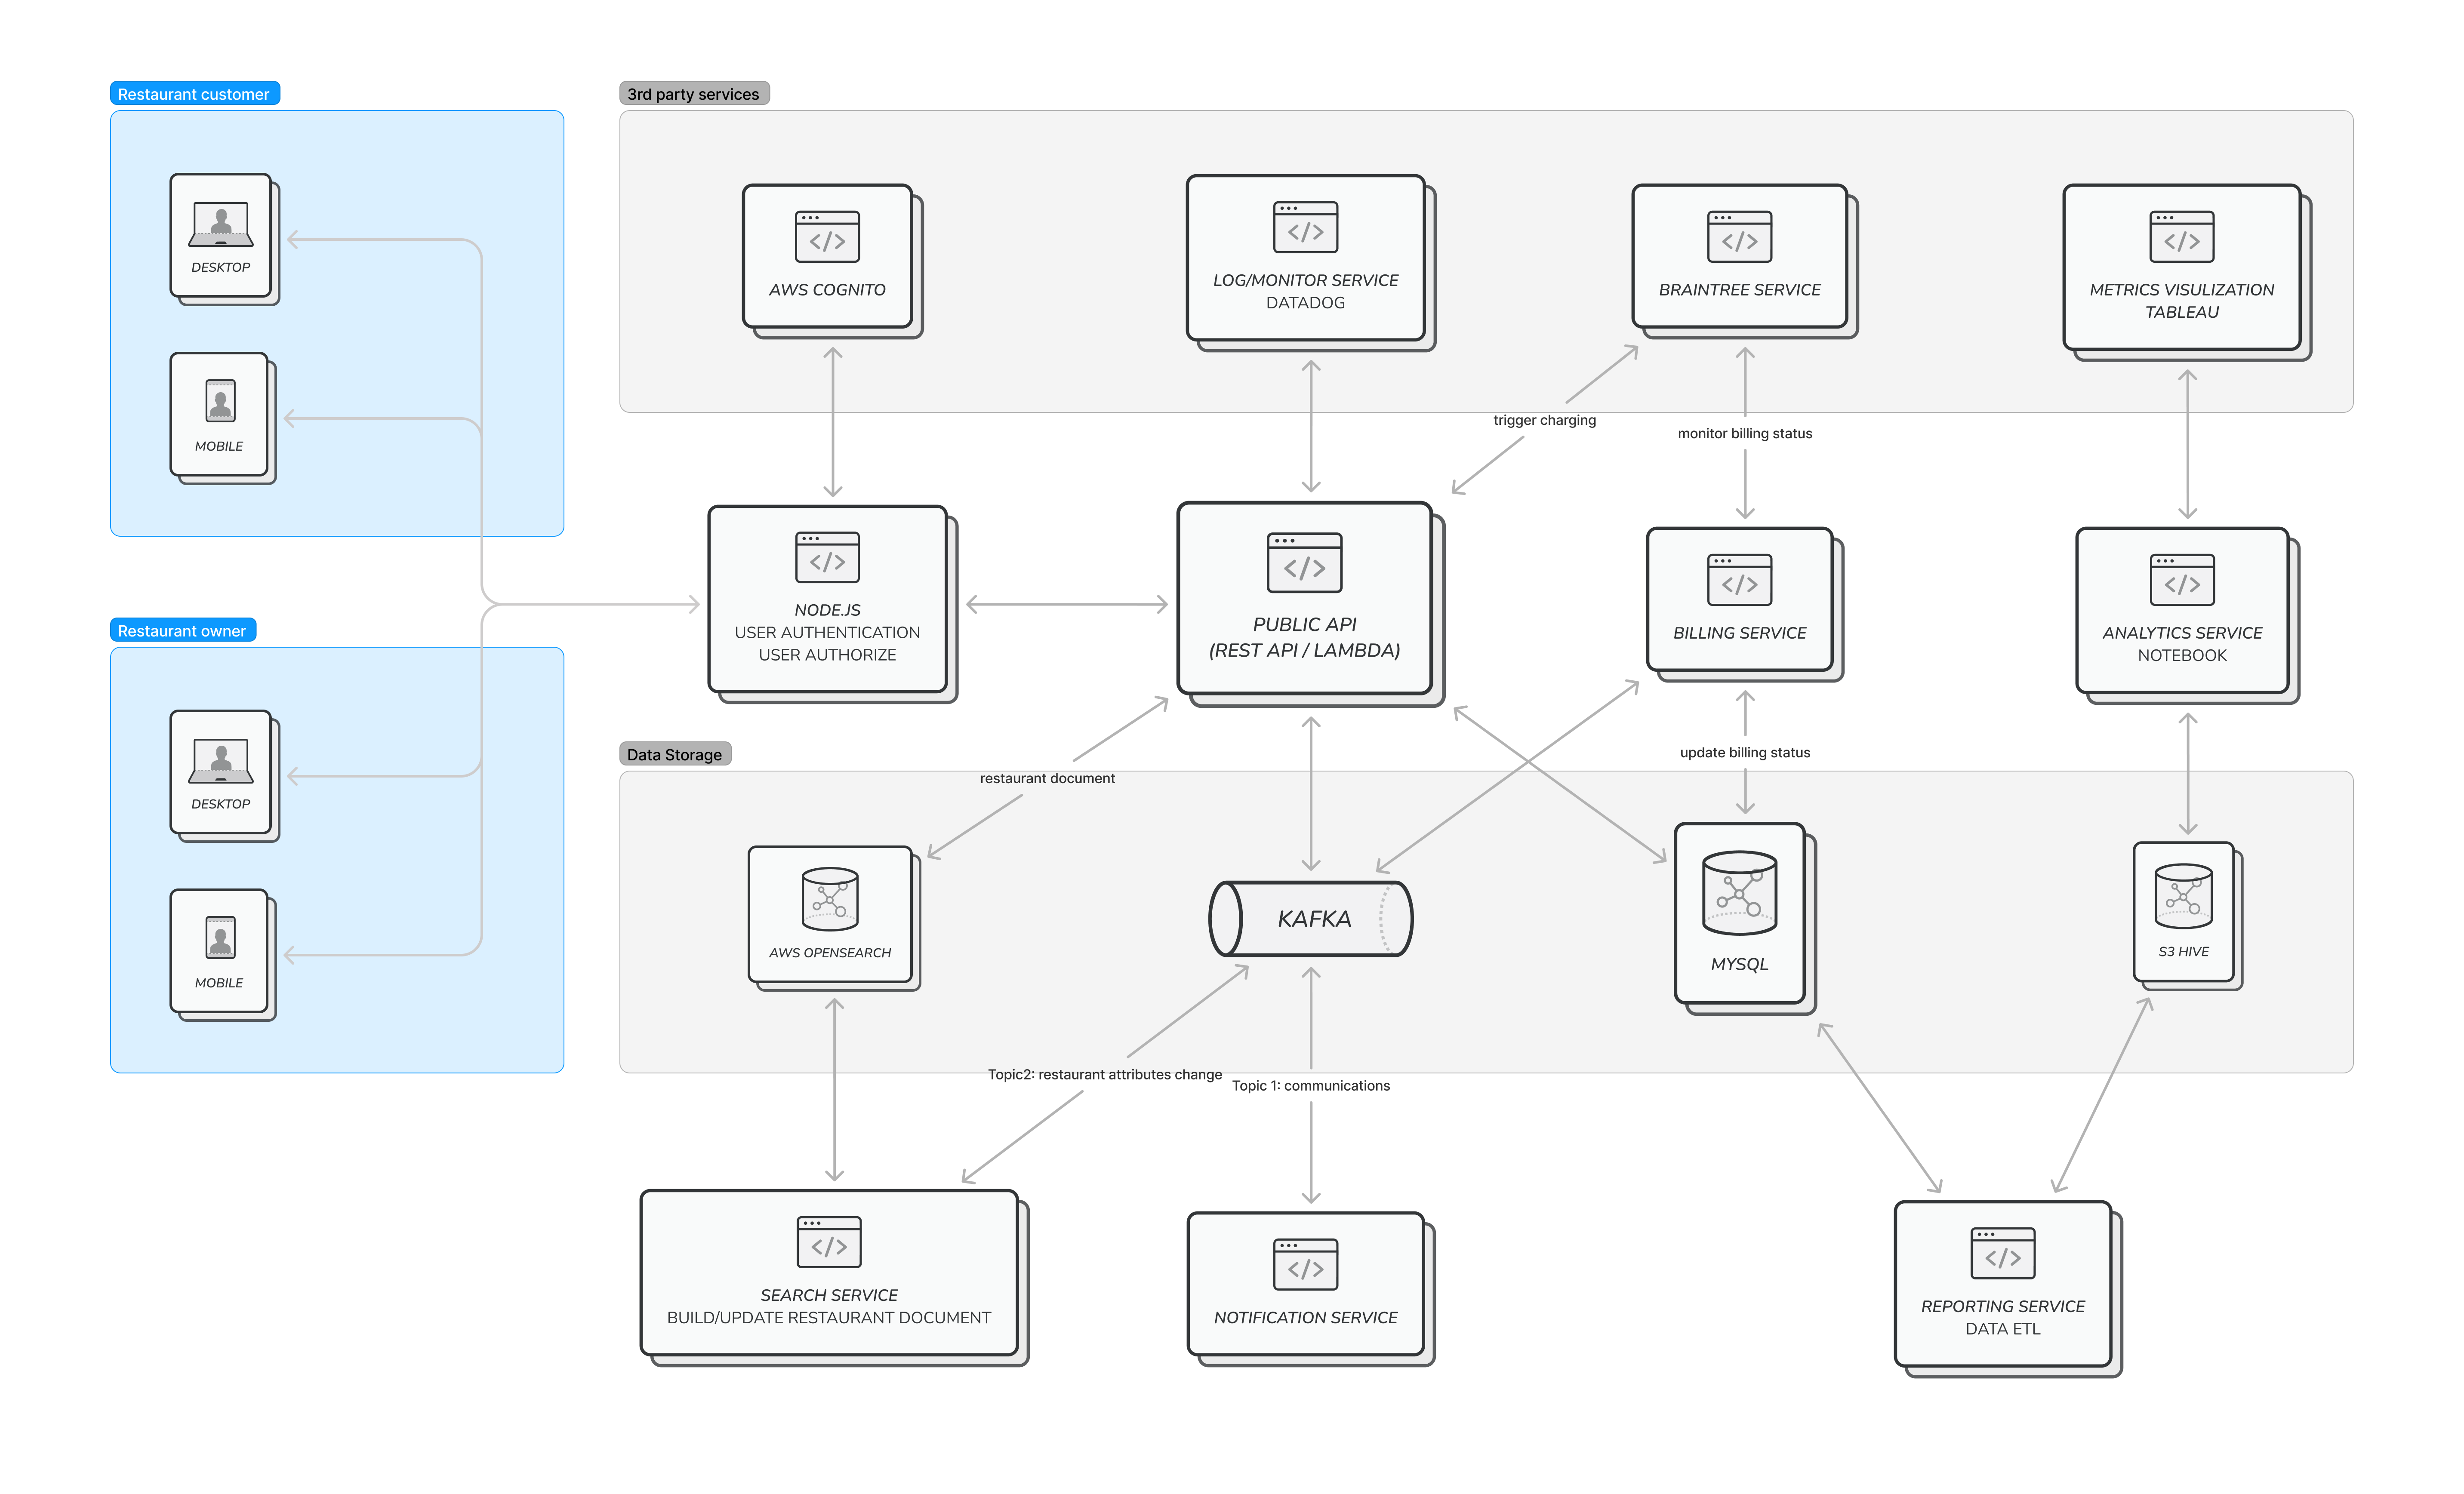 Restaurant customer
3rd party services
DESKTOP
MOBILE
AWS COGNITO
LOG/MONITOR SERVICE
DATADOG
BRAINTREE SERVICE
METRICS VISULIZATION
TABLEAU
trigger charging
monitor billing status
Restaurant owner
DESKTOP
MOBILE
NODE.JS
USER AUTHENTICATION
USER AUTHORIZE
PUBLIC API
(REST API / LAMBDA)
BILLING SERVICE
ANALYTICS SERVICE
NOTEBOOK
Data Storage
restaurant document
update billing status
AWS OPENSEARCH
KAFKA
MYSQL
S3 HIVE
Topic2: restaurant attributes change
Topic 1: communications
SEARCH SERVICE
BUILD/UPDATE RESTAURANT DOCUMENT
NOTIFICATION SERVICE
REPORTING SERVICE
DATA ETL